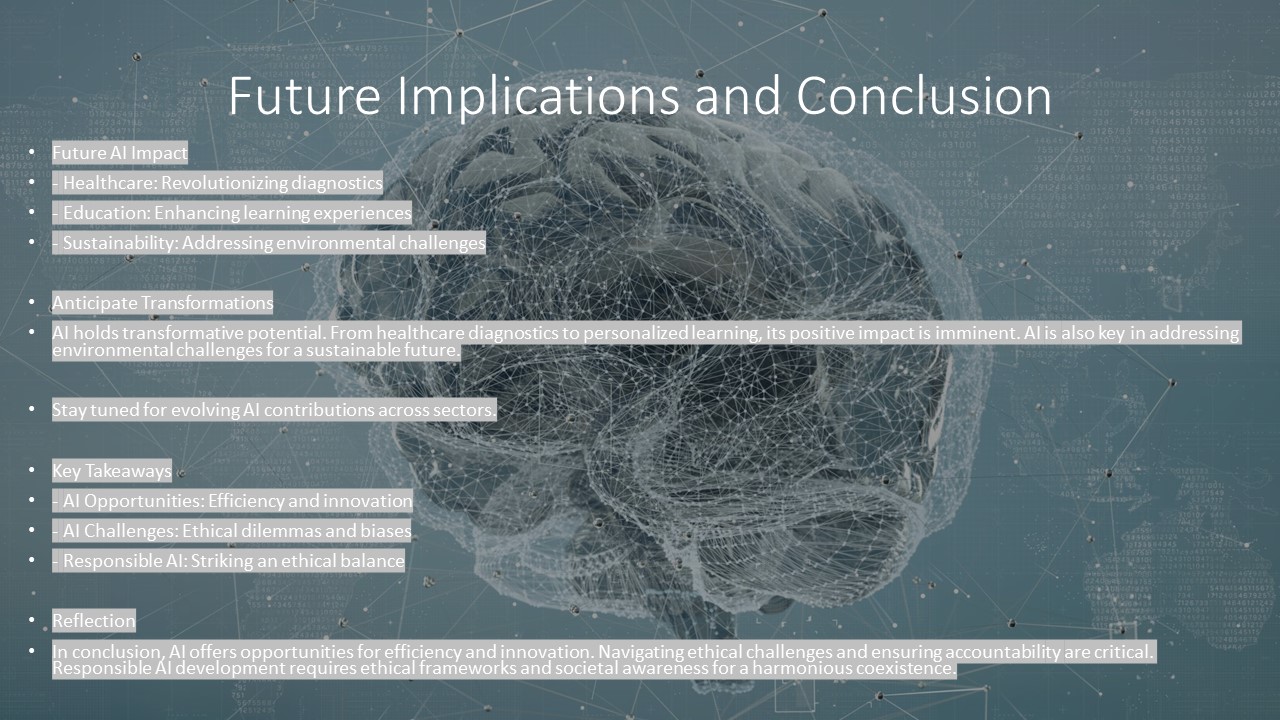 Future Implications and Conclusion
• Future AI Impact
• - Healthcare: Revolutionizing diagnostics
• - Education: Enhancing learning experiences
• - Sustainability: Addressing environmental challenges
• Anticipate Transformations
• AI holds transformative potential. From healthcare diagnostics to personalized learning, its positive impact is imminent. AI is also key in addressing
environmental challenges for a sustainable future.
• Stay tuned for evolving AI contributions across sectors.
• Key Takeaways
• - AI Opportunities: Efficiency and innovation
• - AI Challenges: Ethical dilemmas and biases
• - Responsible AI: Striking an ethical balance
• Reflection
• In conclusion, AI offers opportunities for efficiency and innovation. Navigating ethical challenges and ensuring accountability are critical.
Responsible AI development requires ethical frameworks and societal awareness for a harmonious coexistence.